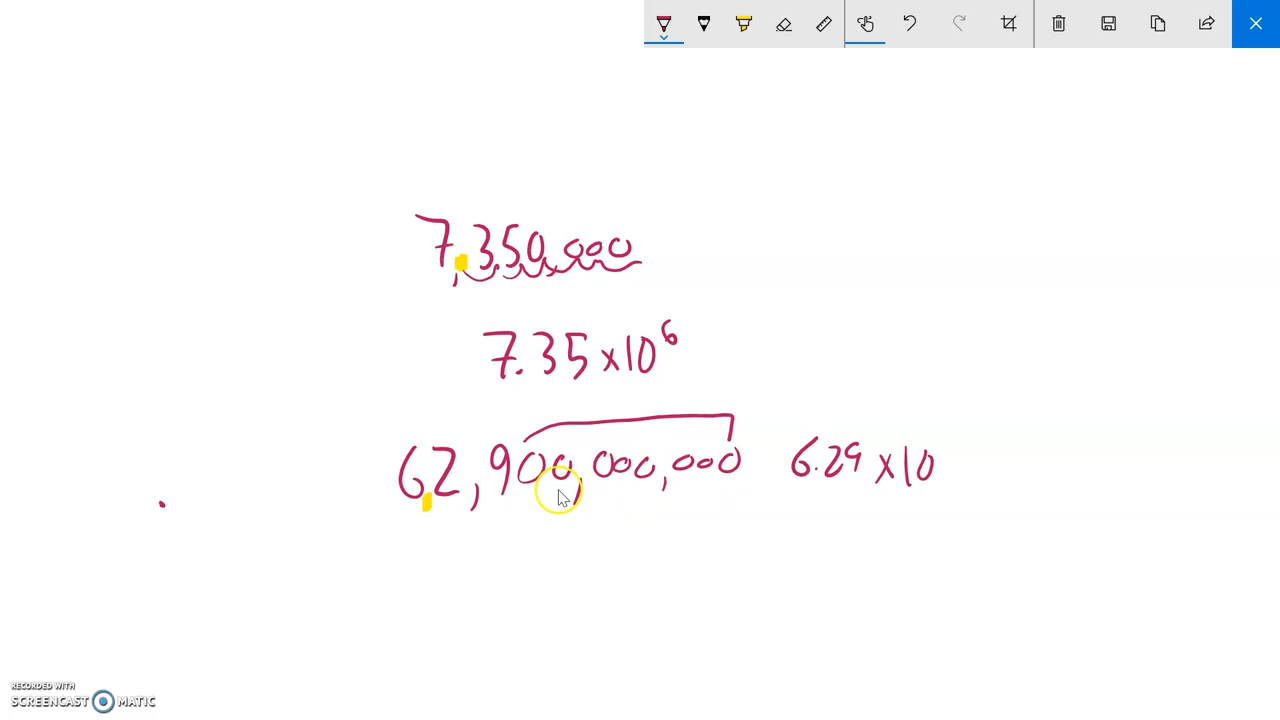 7,350,000
7.35 x 10⁶
62,900,000,000 6.29 x 10
RECORDED WITH
SCREENCAST MATIC